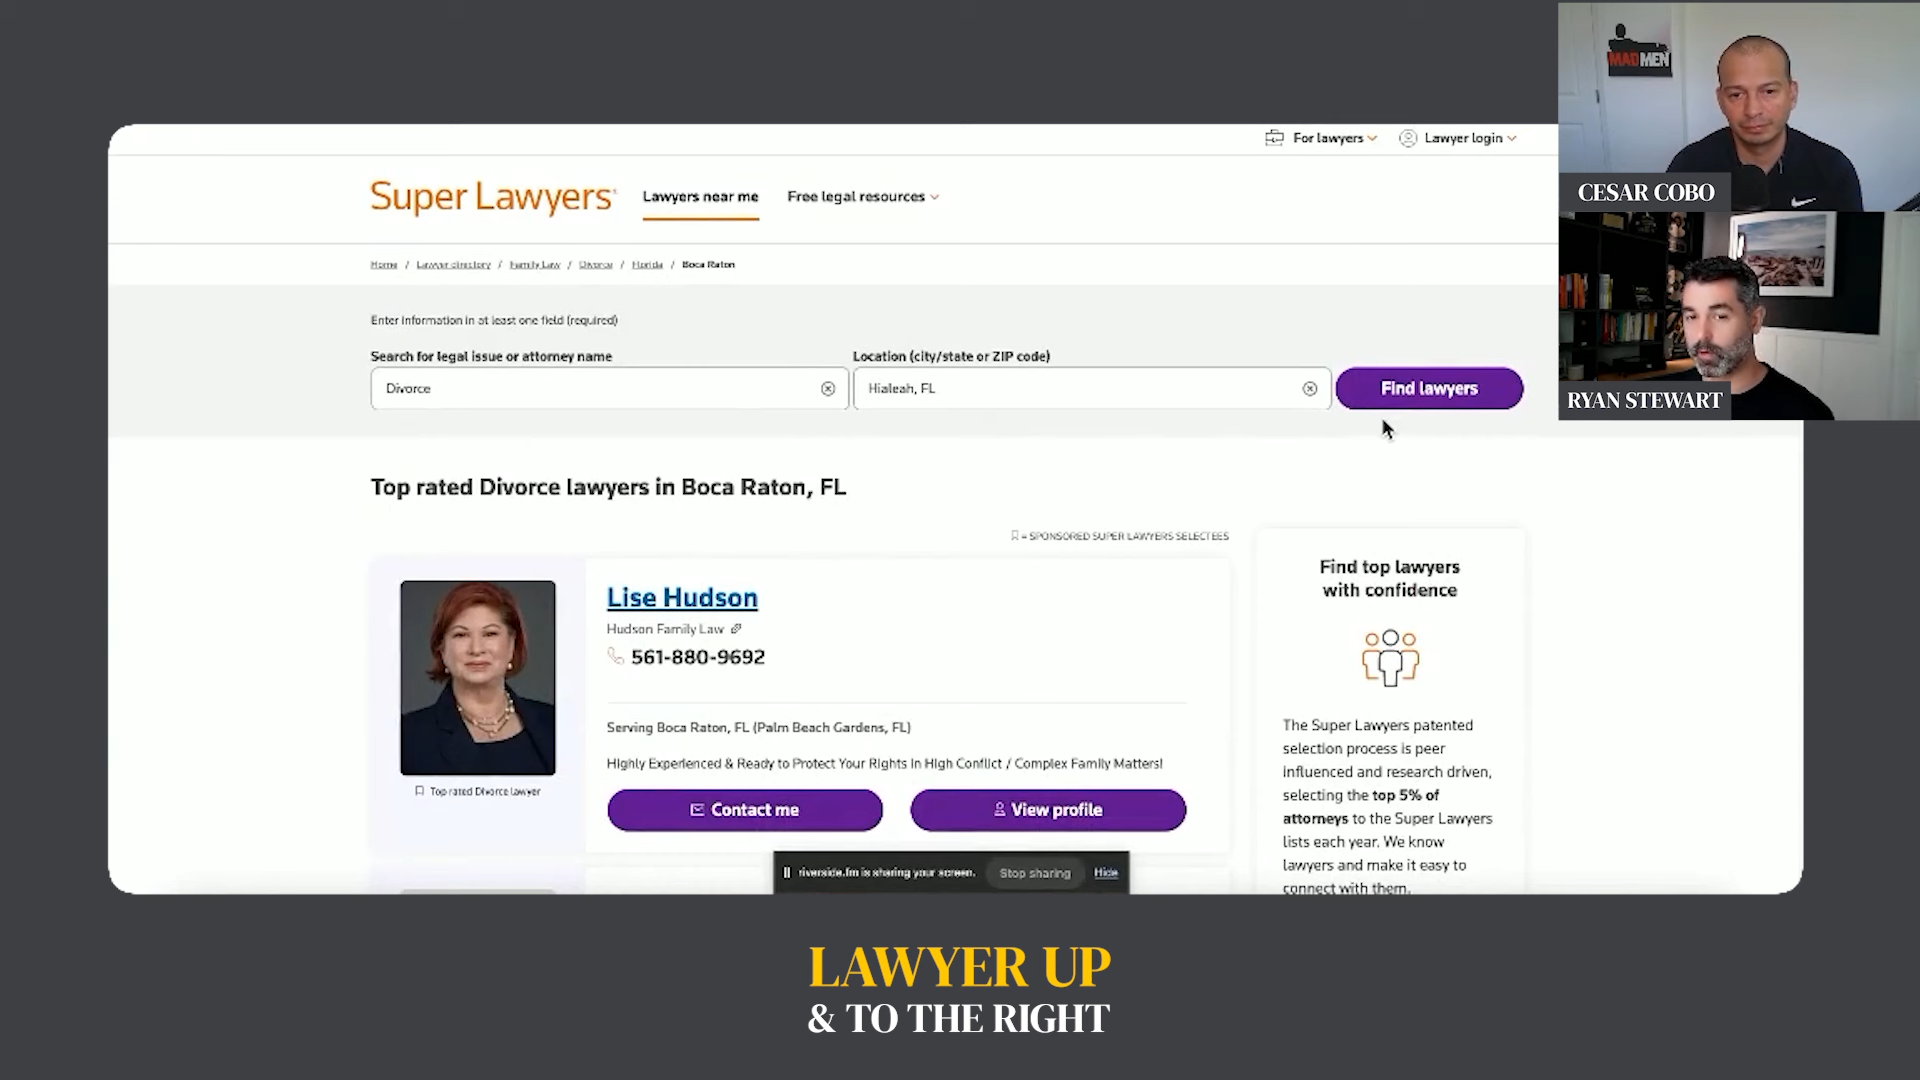 MAD MEN
CESAR COBO
RYAN STEWART
For lawyers
Lawyer login
Super Lawyers
Lawyers near me
Free legal resources
Home / Lawyer directory / Family Law / Divorce / Florida / Boca Raton
Enter information in at least one field (required)
Search for legal issue or attorney name
Location (city/state or ZIP code)
Divorce
Hialeah, FL
Find lawyers
Top rated Divorce lawyers in Boca Raton, FL
= SPONSORED SUPER LAWYERS SELECTEES
Lise Hudson
Hudson Family Law
561-880-9692
Serving Boca Raton, FL (Palm Beach Gardens, FL)
Highly Experienced & Ready to Protect Your Rights in High Conflict / Complex Family Matters!
Top rated Divorce lawyer
Contact me
View profile
Find top lawyers
with confidence
The Super Lawyers patented
selection process is peer
influenced and research driven,
selecting the top 5% of
attorneys to the Super Lawyers
lists each year. We know
lawyers and make it easy to
connect with them.
riverside.fm is sharing your screen.
Stop sharing
Hide
LAWYER UP
& TO THE RIGHT